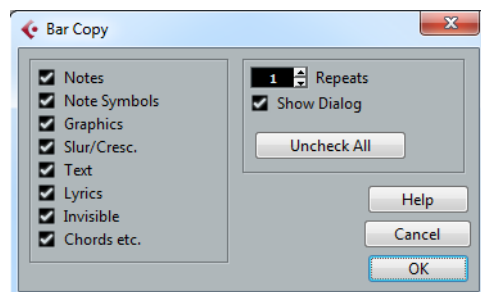 Bar Copy
Notes
Note Symbols
Graphics
Slur/Cresc.
Text
Lyrics
Invisible
Chords etc.
1 Repeats
Show Dialog
Uncheck All
Help
Cancel
OK